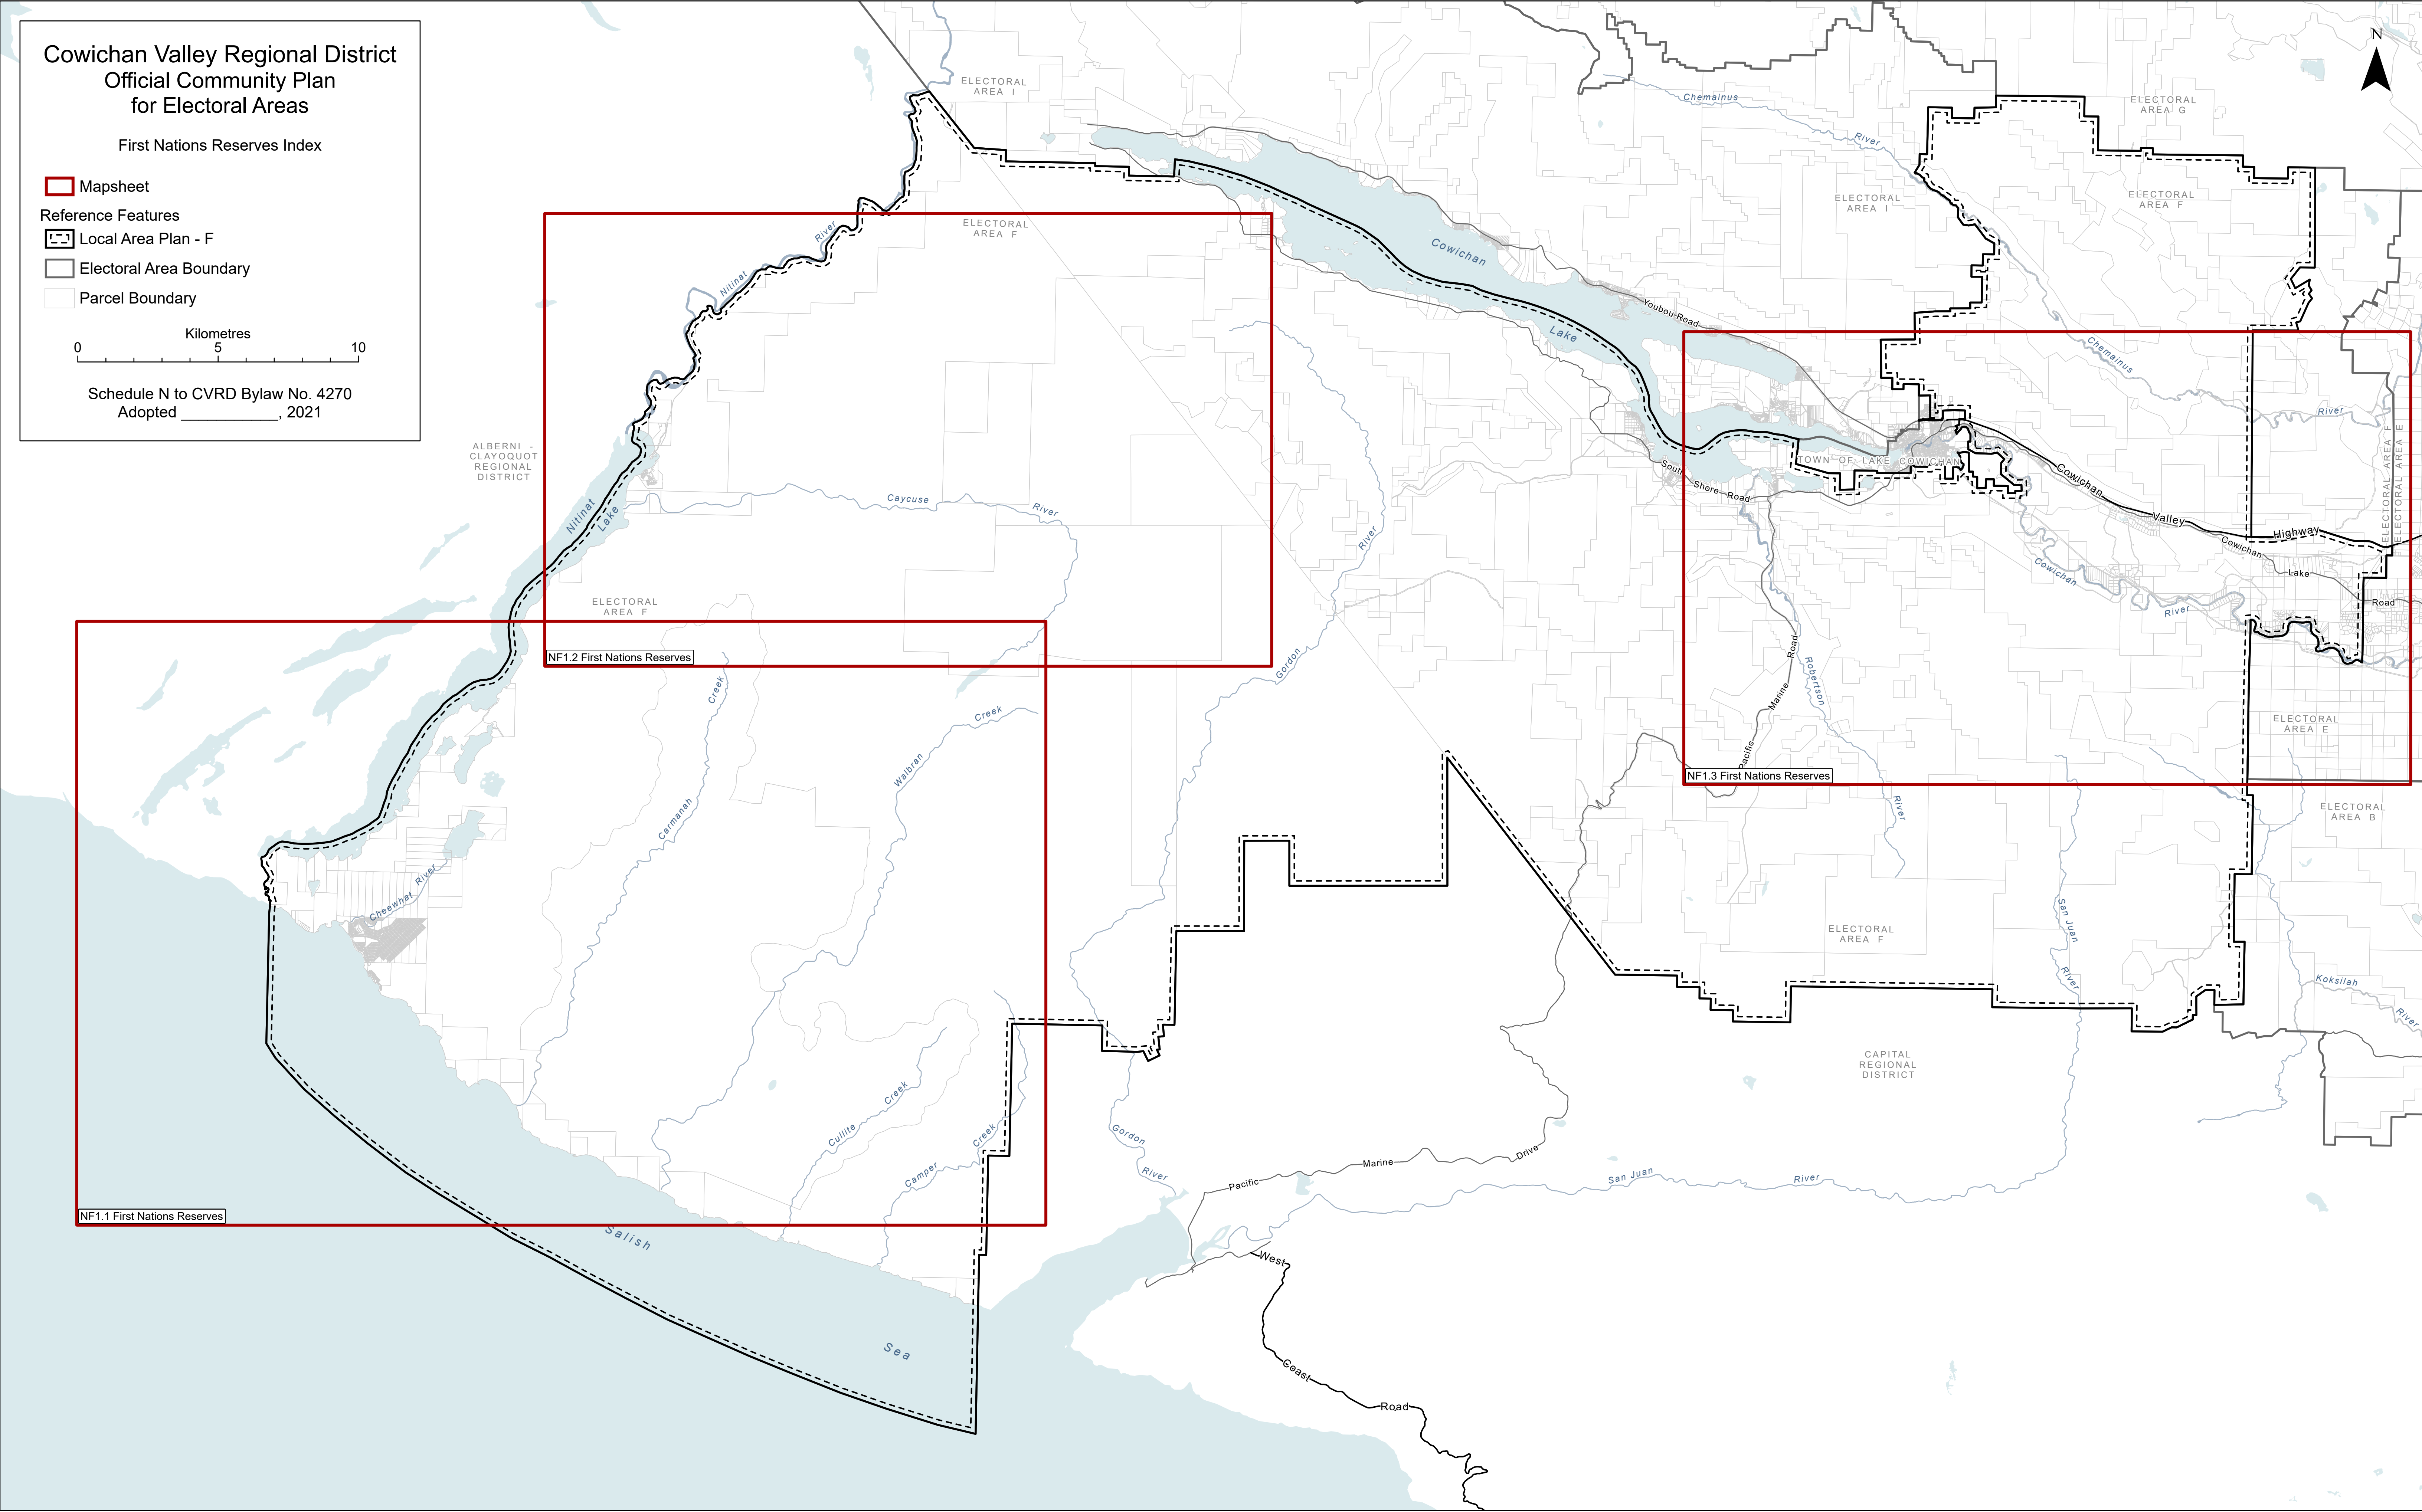 Cowichan Valley Regional District
Official Community Plan
for Electoral Areas
First Nations Reserves Index
Mapsheet
Reference Features
Local Area Plan - F
Electoral Area Boundary
Parcel Boundary
Kilometres
0 5 10
Schedule N to CVRD Bylaw No. 4270
Adopted ___________, 2021
N
ELECTORAL
AREA I
Chemainus
River
ELECTORAL
AREA G
ELECTORAL
AREA I
ELECTORAL
AREA F
ELECTORAL
AREA F
River
Nitinat
Cowichan
Lake
Youbou Road
Chemainus
River
ELECTORAL AREA F
ELECTORAL AREA E
ALBERNI -
CLAYOQUOT
REGIONAL
DISTRICT
TOWN OF LAKE COWICHAN
South
Shore Road
Cowichan
Valley
Highway
Cowichan
Lake
Road
Caycuse
River
Nitinat
Lake
River
Gordon
Cowichan
River
ELECTORAL
AREA F
NF1.2 First Nations Reserves
Road
Marine
Pacific
Robertson
River
ELECTORAL
AREA E
NF1.3 First Nations Reserves
ELECTORAL
AREA B
Creek
Carmanah
Creek
Walbran
Cheewhat River
ELECTORAL
AREA F
San Juan
River
Koksilah
River
CAPITAL
REGIONAL
DISTRICT
Creek
Cullite
Creek
Camper
Gordon
River
Pacific
Marine
Drive
San Juan
River
NF1.1 First Nations Reserves
Salish
Sea
West
Coast
Road